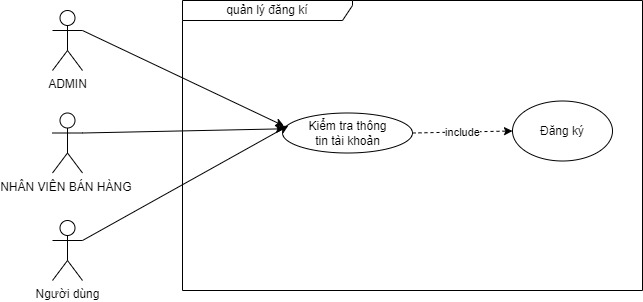 quản lý đăng kí
ADMIN
Kiểm tra thông
tin tài khoản
include
Đăng ký
NHÂN VIÊN BÁN HÀNG
Người dùng